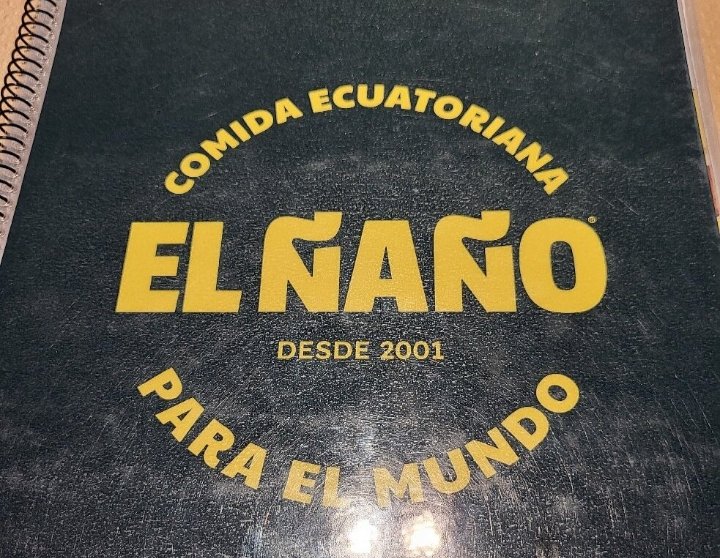 COMIDA ECUATORIANA
EL ÑAÑO®
DESDE 2001
PARA EL MUNDO